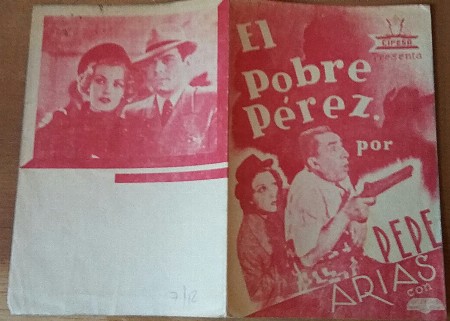 CIFESA
presenta
El
pobre
pérez.
por
PEPE
ARIAS
con